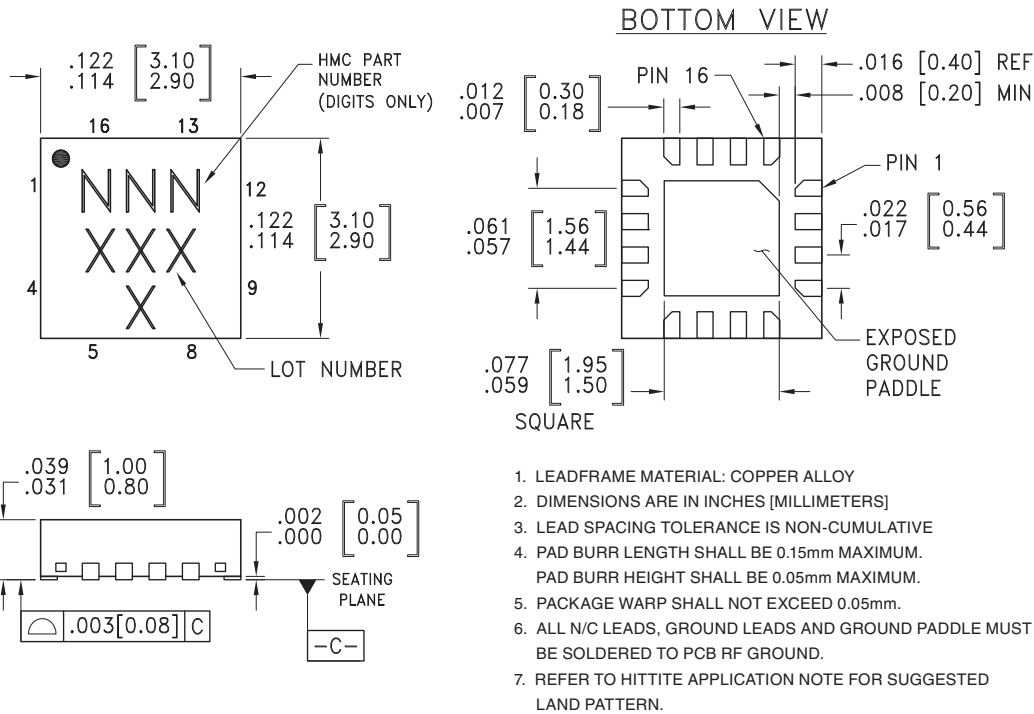 BOTTOM VIEW
.122 [3.10]
.114 [2.90]
HMC PART
NUMBER
(DIGITS ONLY)
16 13
1 12
4 9
5 8
NNN
XXX
X
.122 [3.10]
.114 [2.90]
LOT NUMBER
PIN 16
.016 [0.40] REF
.008 [0.20] MIN
.012 [0.30]
.007 [0.18]
PIN 1
.061 [1.56]
.057 [1.44]
.022 [0.56]
.017 [0.44]
.077 [1.95]
.059 [1.50]
SQUARE
EXPOSED
GROUND
PADDLE
.039 [1.00]
.031 [0.80]
.002 [0.05]
.000 [0.00]
SEATING
PLANE
.003[0.08] C
-C-
1. LEADFRAME MATERIAL: COPPER ALLOY
2. DIMENSIONS ARE IN INCHES [MILLIMETERS]
3. LEAD SPACING TOLERANCE IS NON-CUMULATIVE
4. PAD BURR LENGTH SHALL BE 0.15mm MAXIMUM.
PAD BURR HEIGHT SHALL BE 0.05mm MAXIMUM.
5. PACKAGE WARP SHALL NOT EXCEED 0.05mm.
6. ALL N/C LEADS, GROUND LEADS AND GROUND PADDLE MUST
BE SOLDERED TO PCB RF GROUND.
7. REFER TO HITTITE APPLICATION NOTE FOR SUGGESTED
LAND PATTERN.